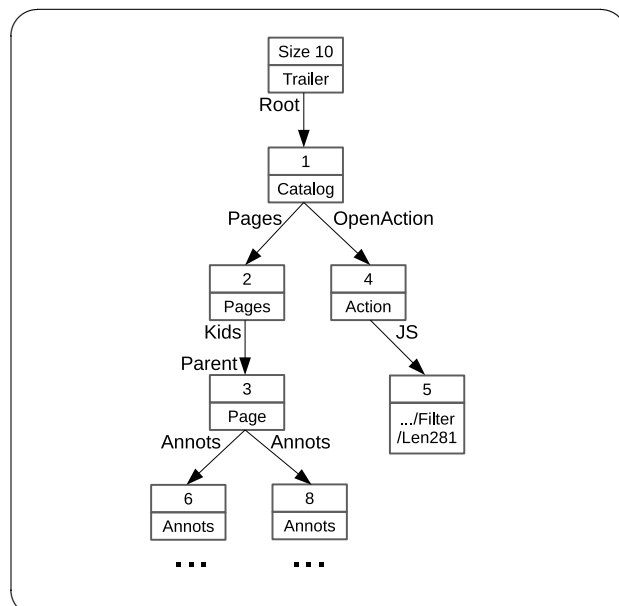 Size 10
Trailer
Root
1
Catalog
Pages
OpenAction
2
Pages
4
Action
Kids
JS
Parent
3
Page
5
.../Filter
/Len281
Annots
Annots
6
Annots
8
Annots
...
...